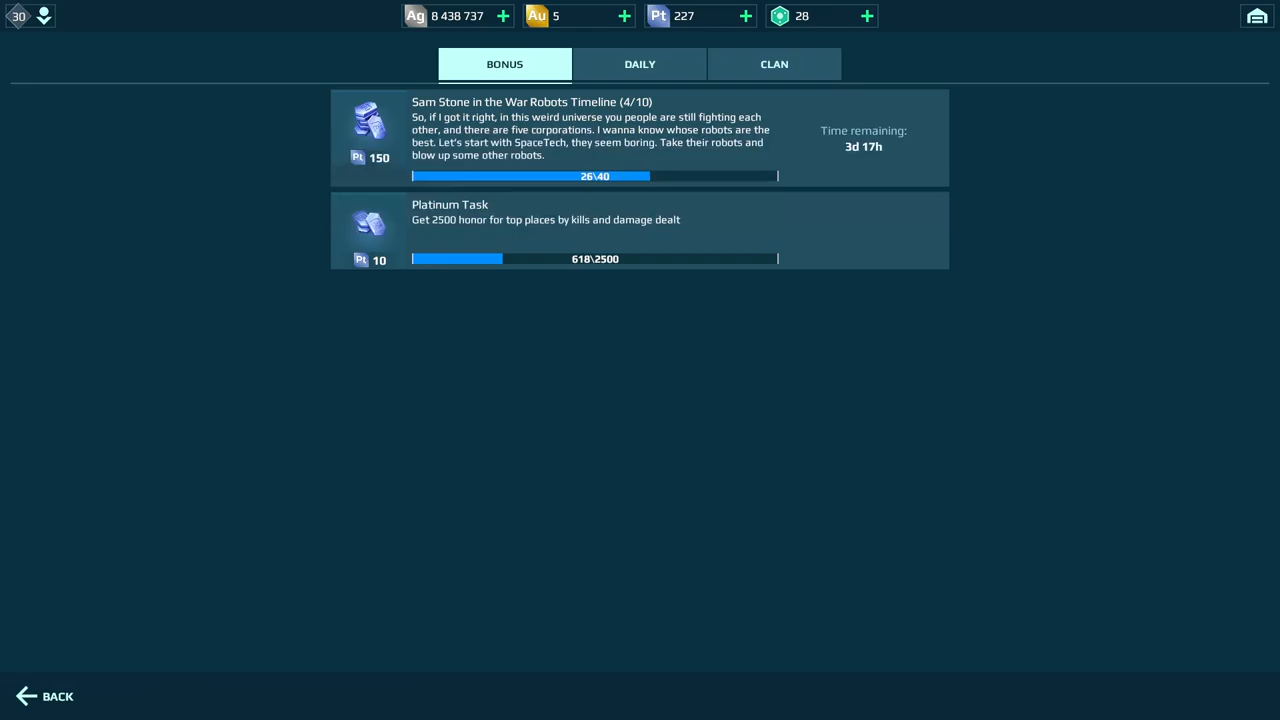 30
Ag 8 438 737 +
Au 5 +
Pt 227 +
28 +
BONUS
DAILY
CLAN
Sam Stone in the War Robots Timeline (4/10)
So, if I got it right, in this weird universe you people are still fighting each
other, and there are five corporations. I wanna know whose robots are the
best. Let's start with SpaceTech, they seem boring. Take their robots and
blow up some other robots.
Pt 150
26\40
Time remaining:
3d 17h
Platinum Task
Get 2500 honor for top places by kills and damage dealt
Pt 10
618\2500
BACK